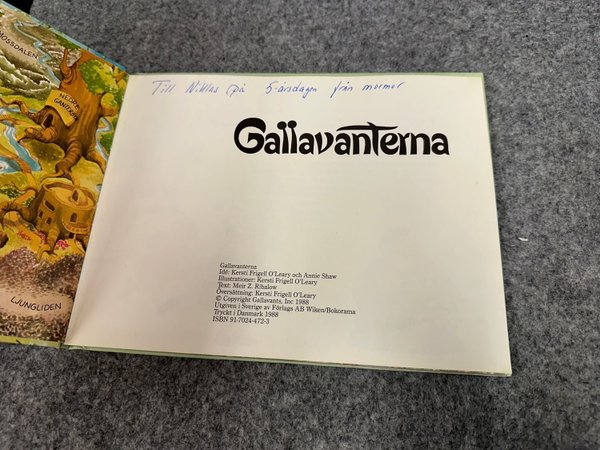 MOSSDALEN
NEDRE
GANTRON
LJUNGLIDEN
Till Niklas på 5-årsdagen från mormor
Gallavanterna
Gallavanterna
Idé: Kersti Frigell O'Leary och Annie Shaw
Illustrationer: Kersti Frigell O'Leary
Text: Meir Z. Ribalow
Översättning: Kersti Frigell O'Leary
© Copyright Gallavants, Inc 1988
Utgiven i Sverige av Förlags AB Wiken/Bokorama
Tryckt i Danmark 1988
ISBN 91-7024-472-3